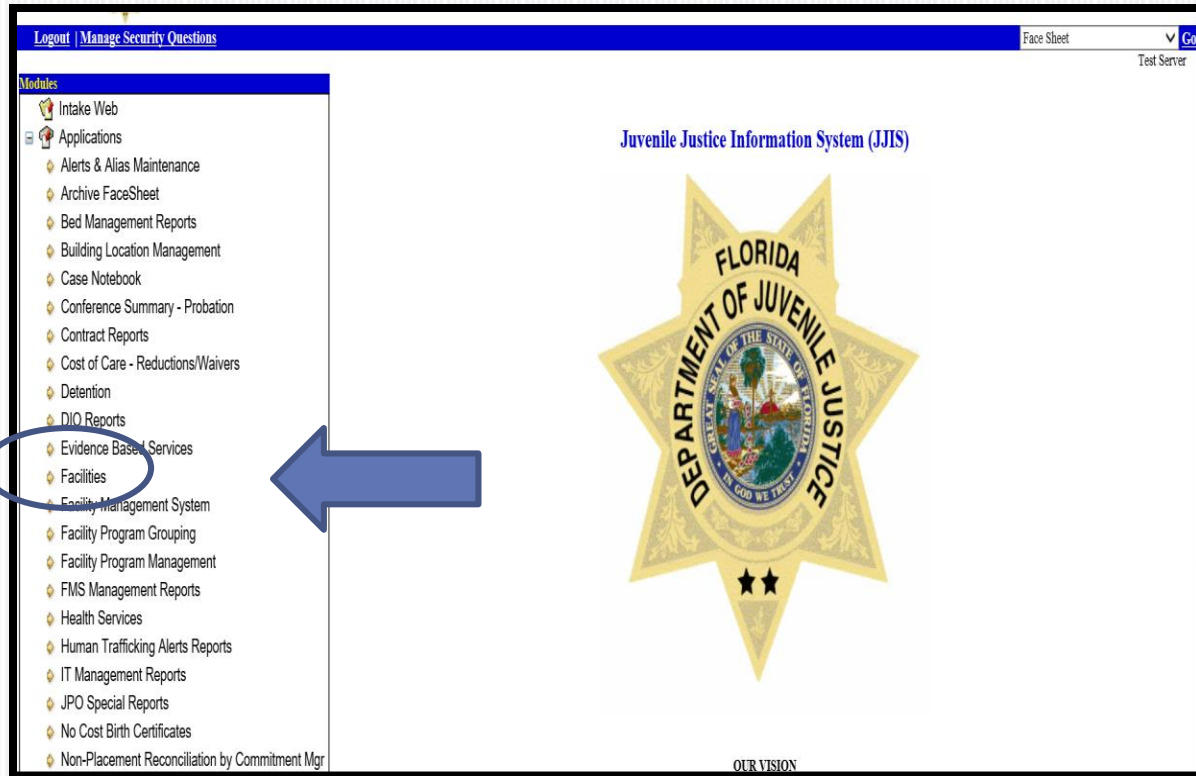 Logout | Manage Security Questions
Face Sheet
Go
Test Server
Modules
Intake Web
Applications
Alerts & Alias Maintenance
Archive FaceSheet
Bed Management Reports
Building Location Management
Case Notebook
Conference Summary - Probation
Contract Reports
Cost of Care - Reductions/Waivers
Detention
DIO Reports
Evidence Based Services
Facilities
Facility Management System
Facility Program Grouping
Facility Program Management
FMS Management Reports
Health Services
Human Trafficking Alerts Reports
IT Management Reports
JPO Special Reports
No Cost Birth Certificates
Non-Placement Reconciliation by Commitment Mgr
Juvenile Justice Information System (JJIS)
FLORIDA
DEPARTMENT OF JUVENILE JUSTICE
GREAT SEAL OF THE STATE OF FLORIDA
IN GOD WE TRUST
OUR VISION